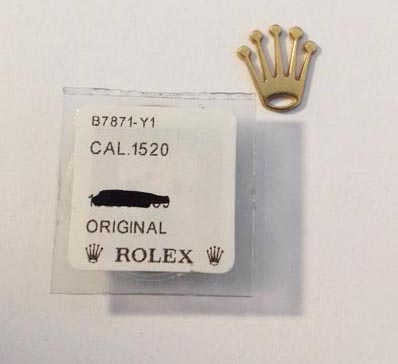 B7871-Y1
CAL.1520
ORIGINAL
ROLEX